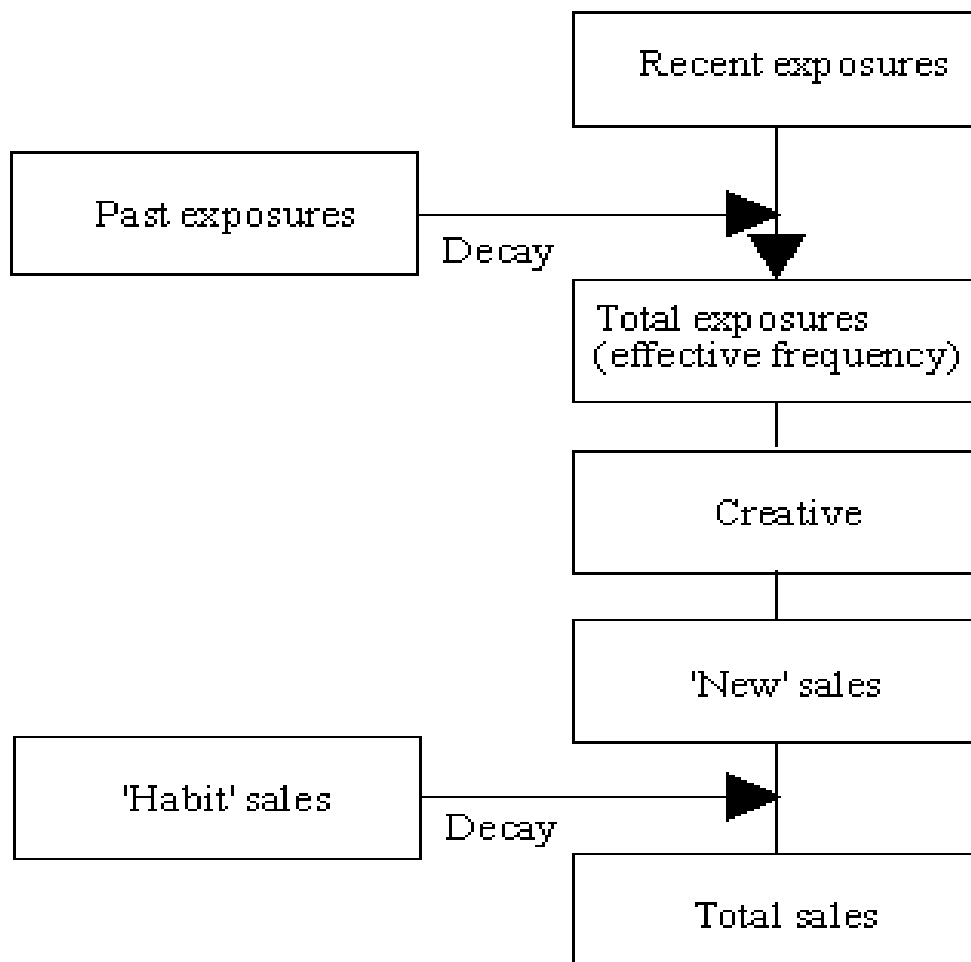 Recent exposures
Past exposures
Decay
Total exposures
(effective frequency)
Creative
'New' sales
'Habit' sales
Decay
Total sales